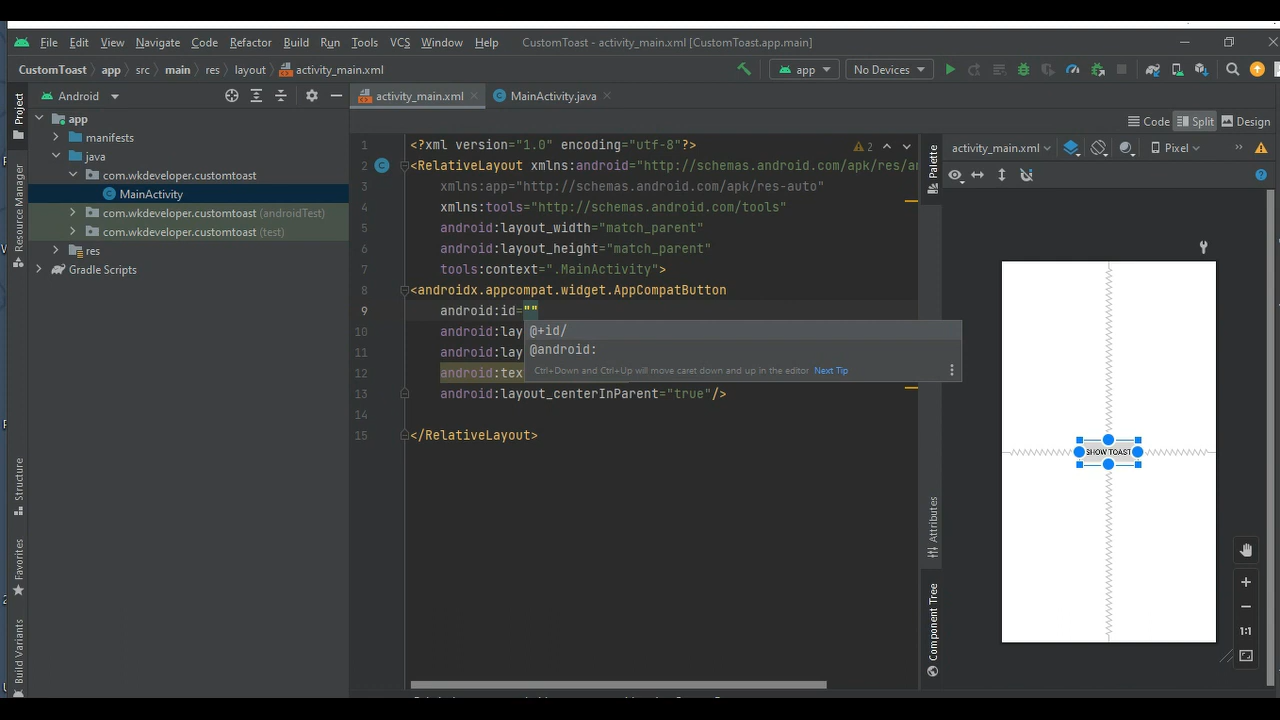 File Edit View Navigate Code Refactor Build Run Tools VCS Window Help CustomToast - activity_main.xml [CustomToast.app.main]
CustomToast app src main res layout activity_main.xml app No Devices
Project
Android
activity_main.xml
MainActivity.java
Code Split Design
app
manifests
java
com.wkdeveloper.customtoast
MainActivity
com.wkdeveloper.customtoast (androidTest)
com.wkdeveloper.customtoast (test)
res
Gradle Scripts
Resource Manager
Structure
Favorites
Build Variants
1 <?xml version="1.0" encoding="utf-8"?>
2 <RelativeLayout xmlns:android="http://schemas.android.com/apk/res/an
3 xmlns:app="http://schemas.android.com/apk/res-auto"
4 xmlns:tools="http://schemas.android.com/tools"
5 android:layout_width="match_parent"
6 android:layout_height="match_parent"
7 tools:context=".MainActivity">
8 <androidx.appcompat.widget.AppCompatButton
9 android:id=""
10 android:lay
11 android:lay
12 android:tex
13 android:layout_centerInParent="true"/>
14
15 </RelativeLayout>
2
@+id/
@android:
Ctrl+Down and Ctrl+Up will move caret down and up in the editor Next Tip
Palette
Attributes
Component Tree
activity_main.xml Pixel
SHOW TOAST
1:1